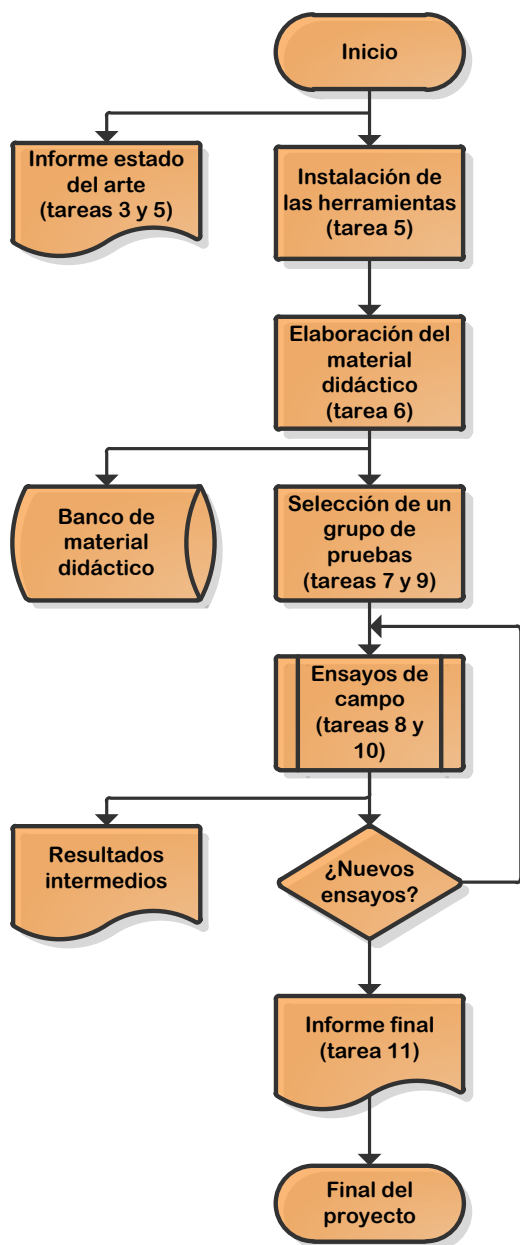 Inicio
Informe estado
del arte
(tareas 3 y 5)
Instalación de
las herramientas
(tarea 5)
Elaboración del
material
didáctico
(tarea 6)
Banco de
material
didáctico
Selección de un
grupo de
pruebas
(tareas 7 y 9)
Ensayos de
campo
(tareas 8 y
10)
Resultados
intermedios
¿Nuevos
ensayos?
Informe final
(tarea 11)
Final del
proyecto